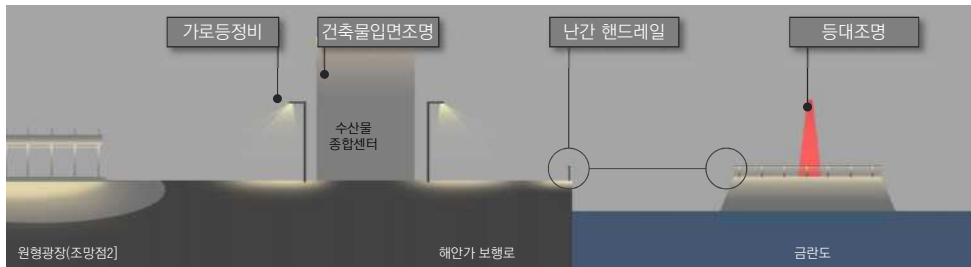 가로등정비
건축물입면조명
난간 핸드레일
등대조명
수산물
종합센터
원형광장(조망점2]
해안가 보행로
금란도